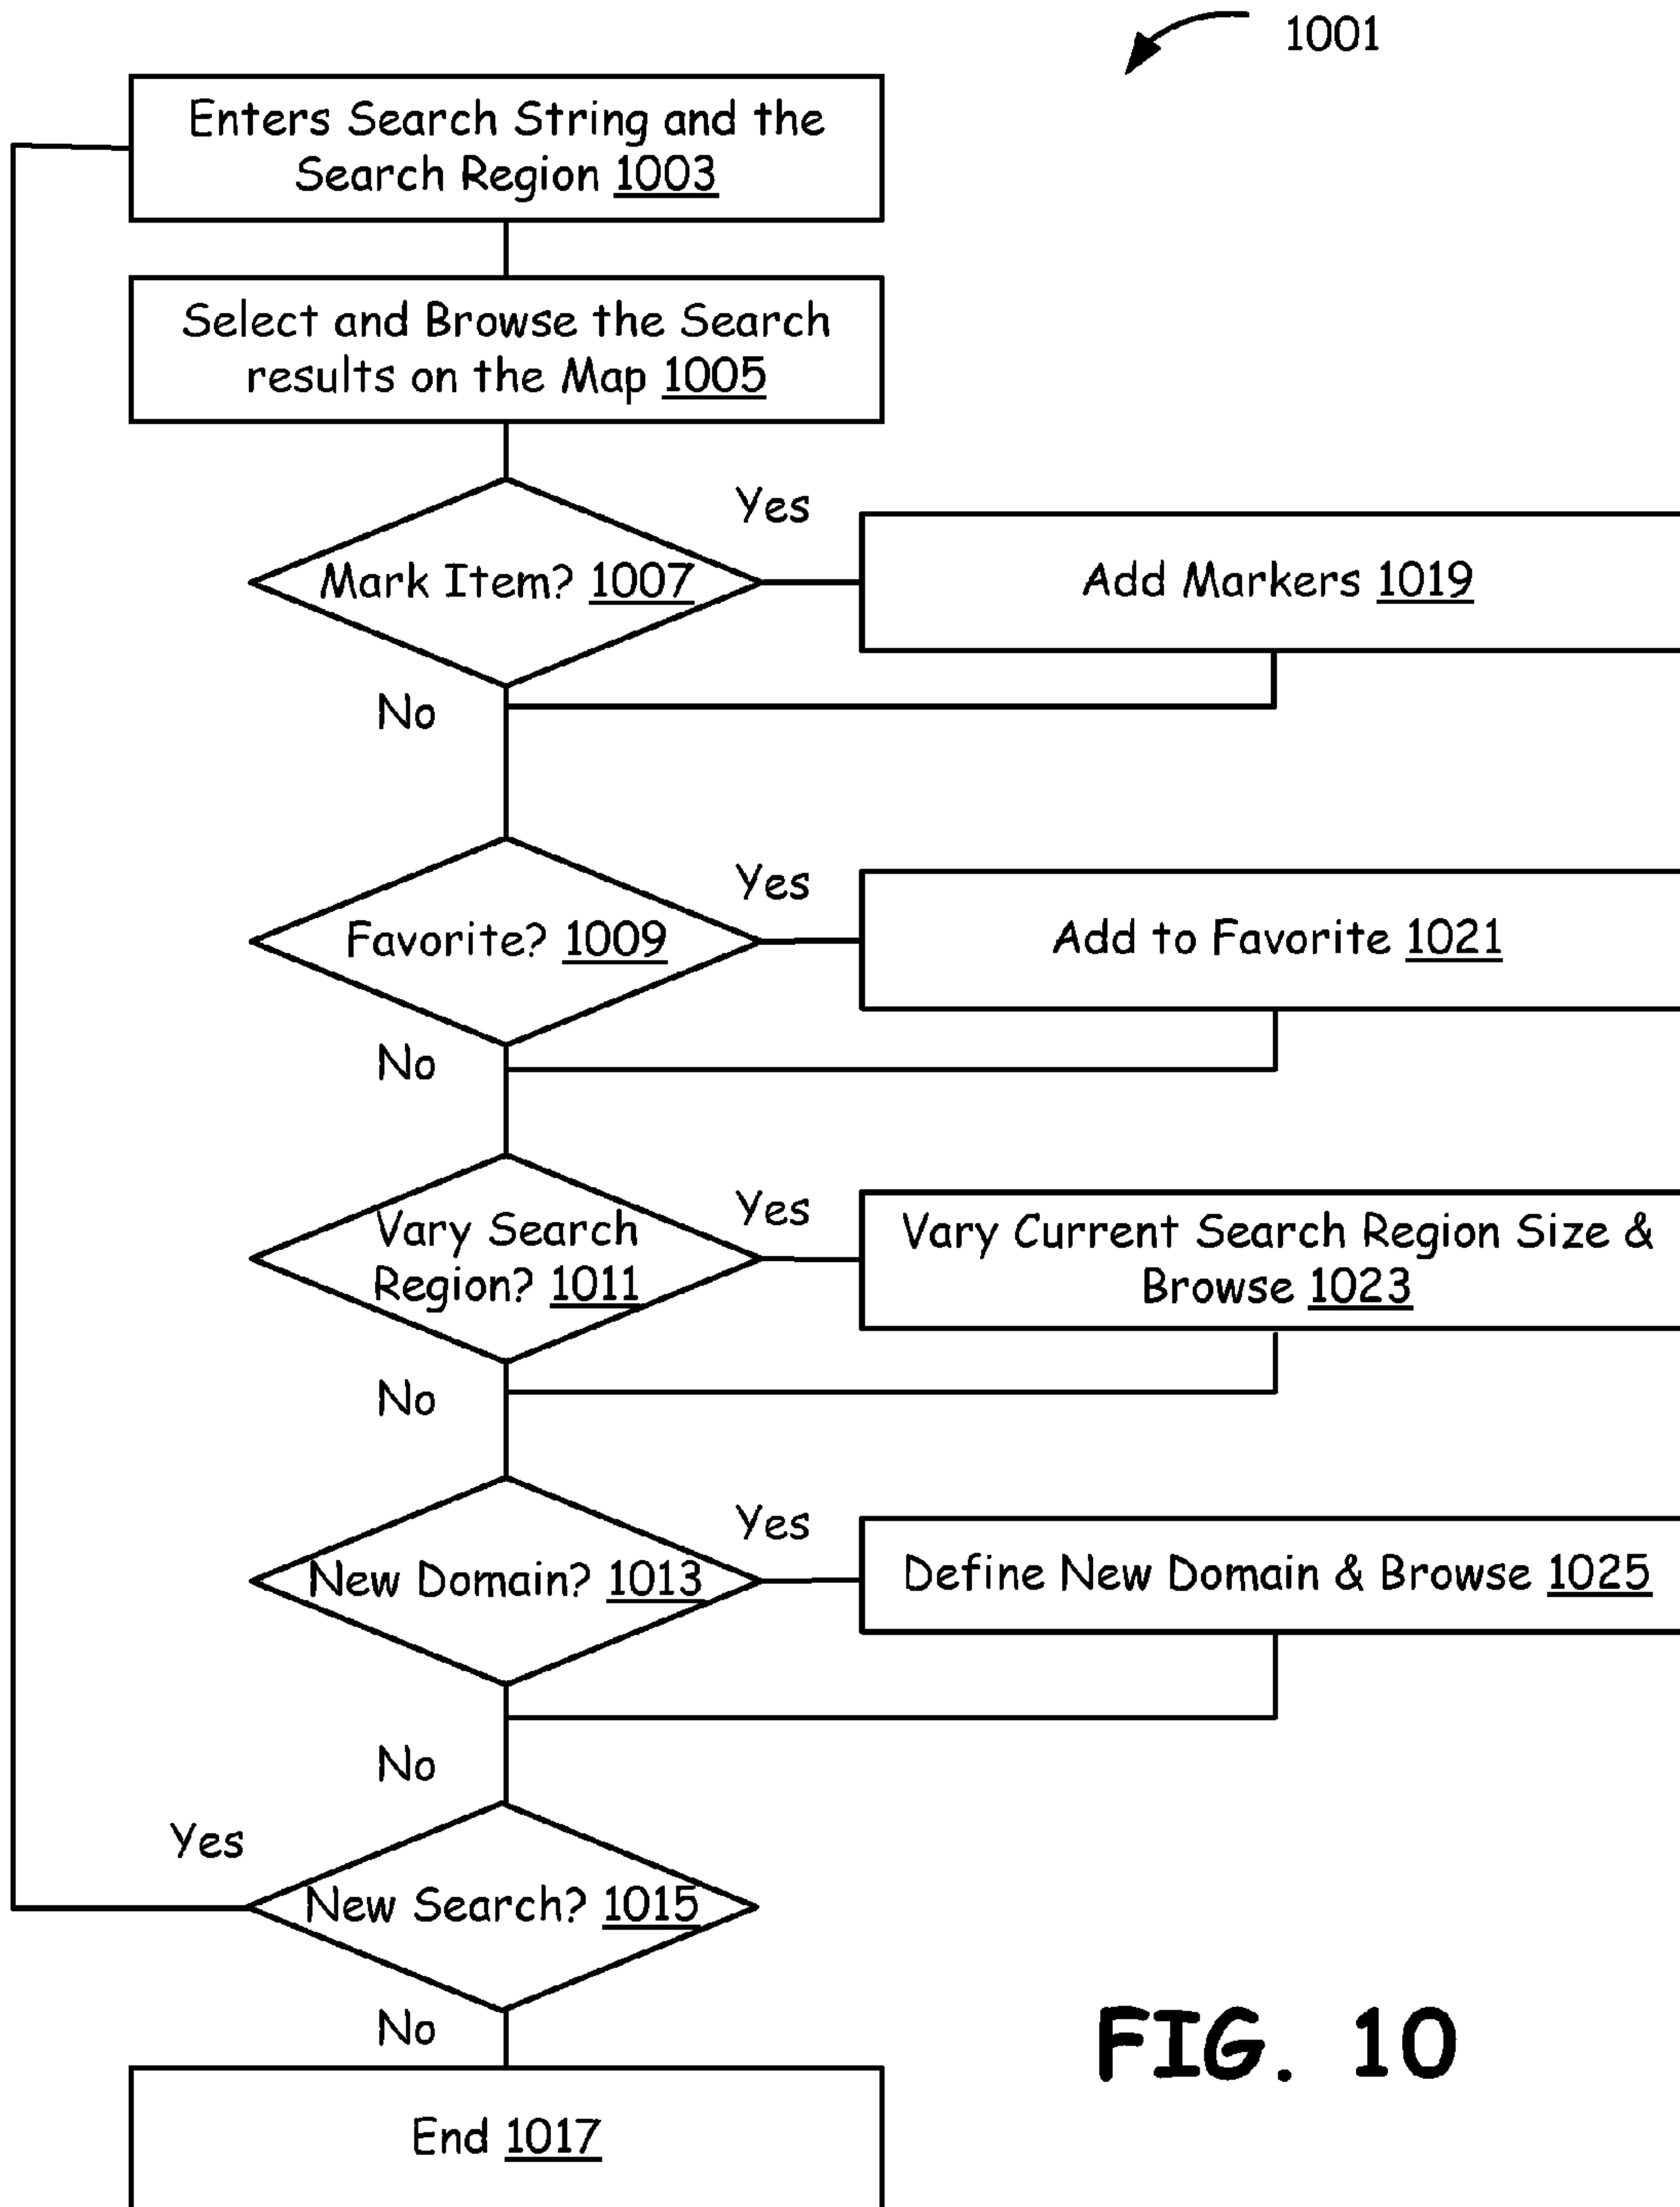 1001
Enters Search String and the
Search Region 1003
Select and Browse the Search
results on the Map 1005
Yes
Mark Item? 1007
Add Markers 1019
No
Yes
Favorite? 1009
Add to Favorite 1021
No
Yes
Vary Search
Region? 1011
Vary Current Search Region Size &
Browse 1023
No
Yes
New Domain? 1013
Define New Domain & Browse 1025
No
Yes
New Search? 1015
No
End 1017
FIG. 10